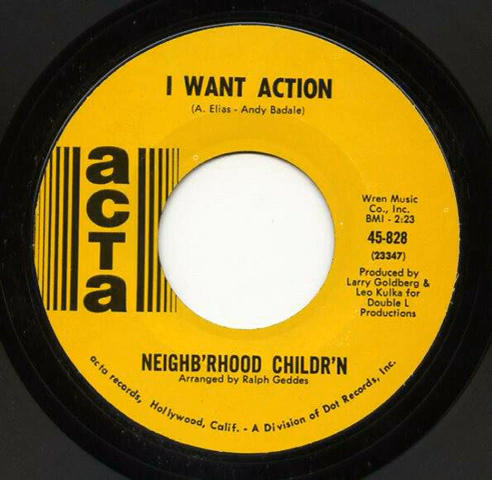 I WANT ACTION
(A. Elias - Andy Badale)
acta
Wren Music
Co., Inc.
BMI - 2:23
45-828
(23347)
Produced by
Larry Goldberg &
Leo Kulka for
Double L
Productions
NEIGHB'RHOOD CHILDR'N
Arranged by Ralph Geddes
acta records, Hollywood, Calif. - A Division of Dot Records, Inc.